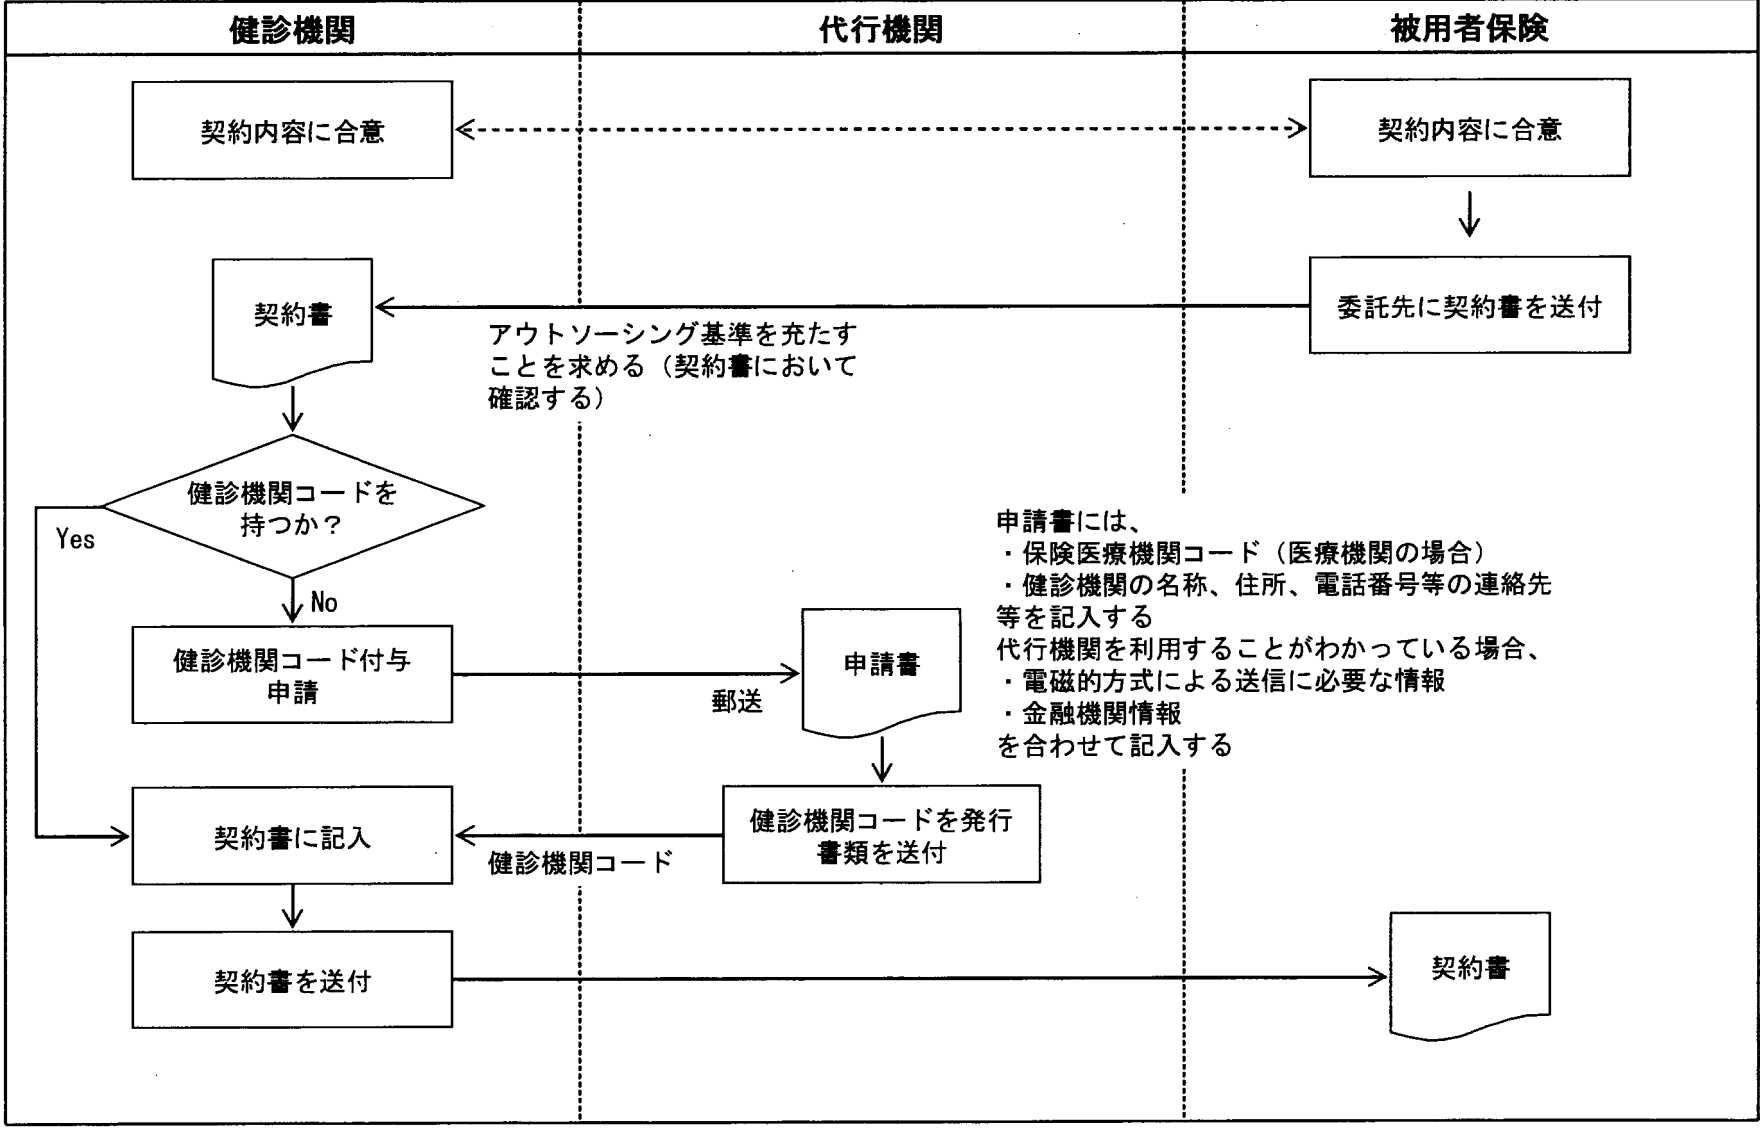 健診機関
代行機関
被用者保険
契約内容に合意
契約内容に合意
契約書
委託先に契約書を送付
アウトソーシング基準を充たす
ことを求める（契約書において
確認する）
健診機関コードを
持つか？
Yes
No
申請書には、
・保険医療機関コード（医療機関の場合）
・健診機関の名称、住所、電話番号等の連絡先
等を記入する
代行機関を利用することがわかっている場合、
・電磁的方式による送信に必要な情報
・金融機関情報
を合わせて記入する
健診機関コード付与
申請
郵送
申請書
契約書に記入
健診機関コード
健診機関コードを発行
書類を送付
契約書を送付
契約書